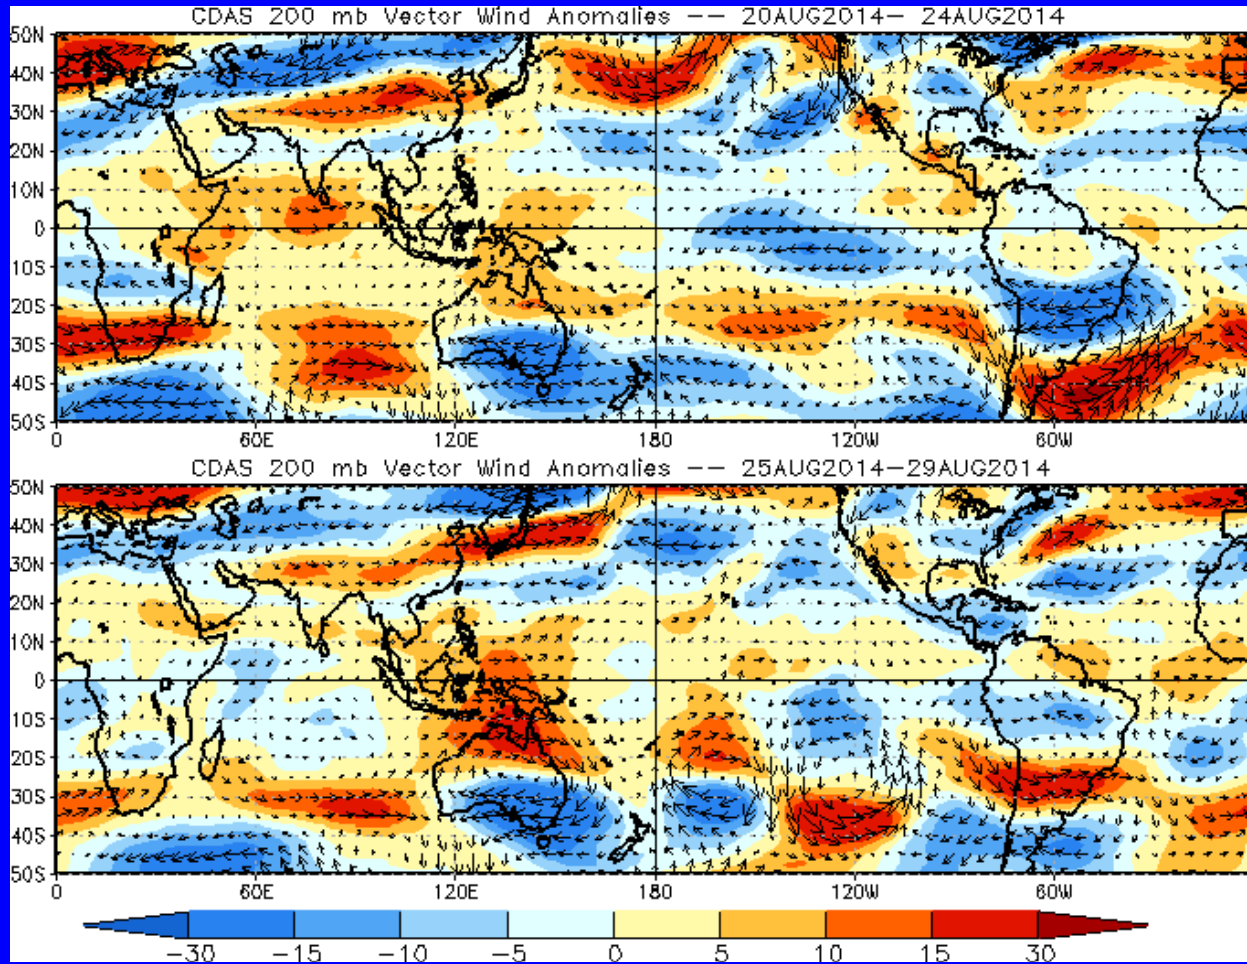 CDAS 200 mb Vector Wind Anomalies -- 20AUG2014- 24AUG2014
50N
40N
30N
20N
10N
0
10S
20S
30S
40S
50S
0 60E 120E 180 120W 60W
CDAS 200 mb Vector Wind Anomalies -- 25AUG2014-29AUG2014
50N
40N
30N
20N
10N
0
10S
20S
30S
40S
50S
0 60E 120E 180 120W 60W
-30 -15 -10 -5 0 5 10 15 30